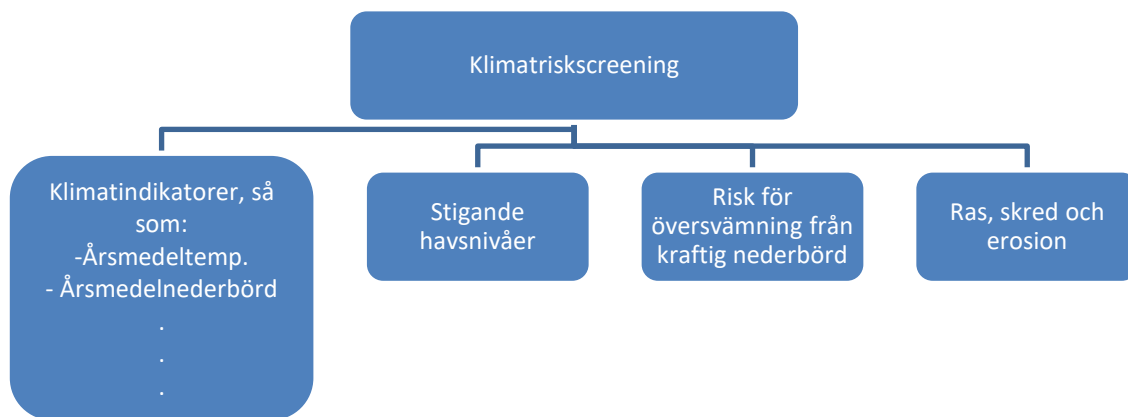 Klimatriskscreening
Klimatindikatorer, så
som:
-Årsmedeltemp.
- Årsmedelnederbörd
.
.
.
Stigande
havsnivåer
Risk för
översvämning från
kraftig nederbörd
Ras, skred och
erosion